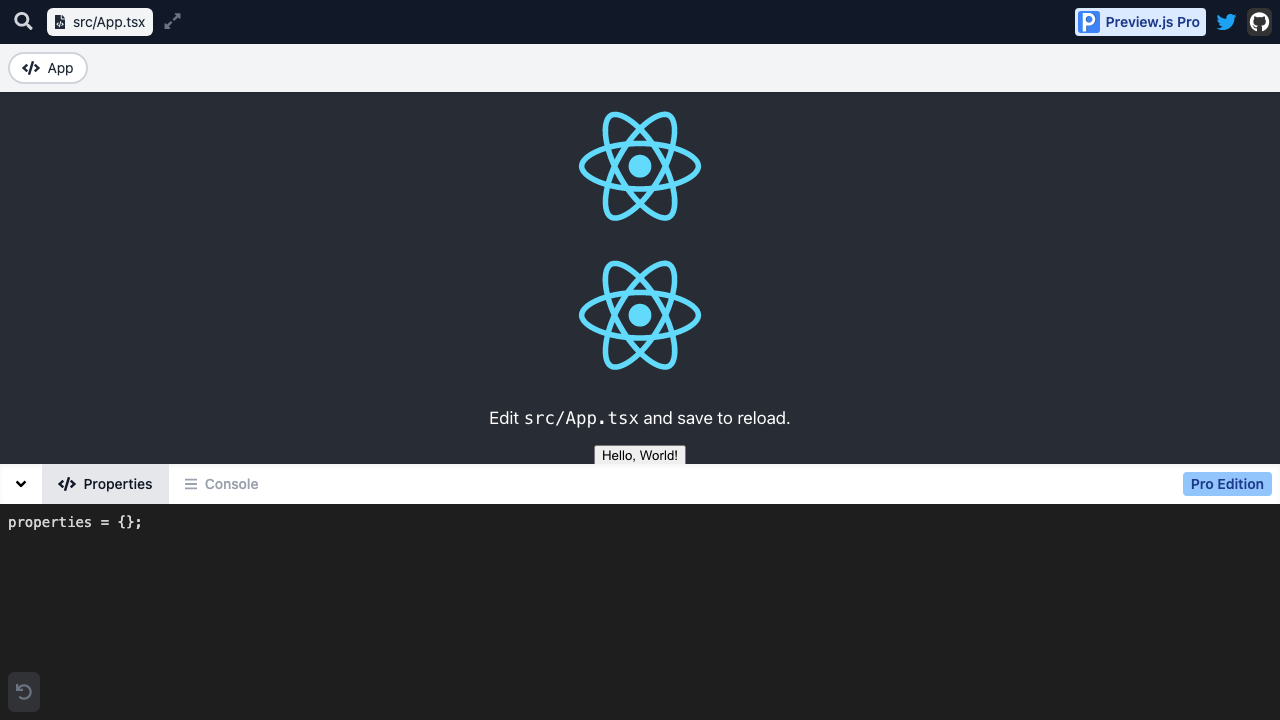 src/App.tsx
Preview.js Pro
App
Edit src/App.tsx and save to reload.
Hello, World!
Properties
Console
Pro Edition
properties = {};